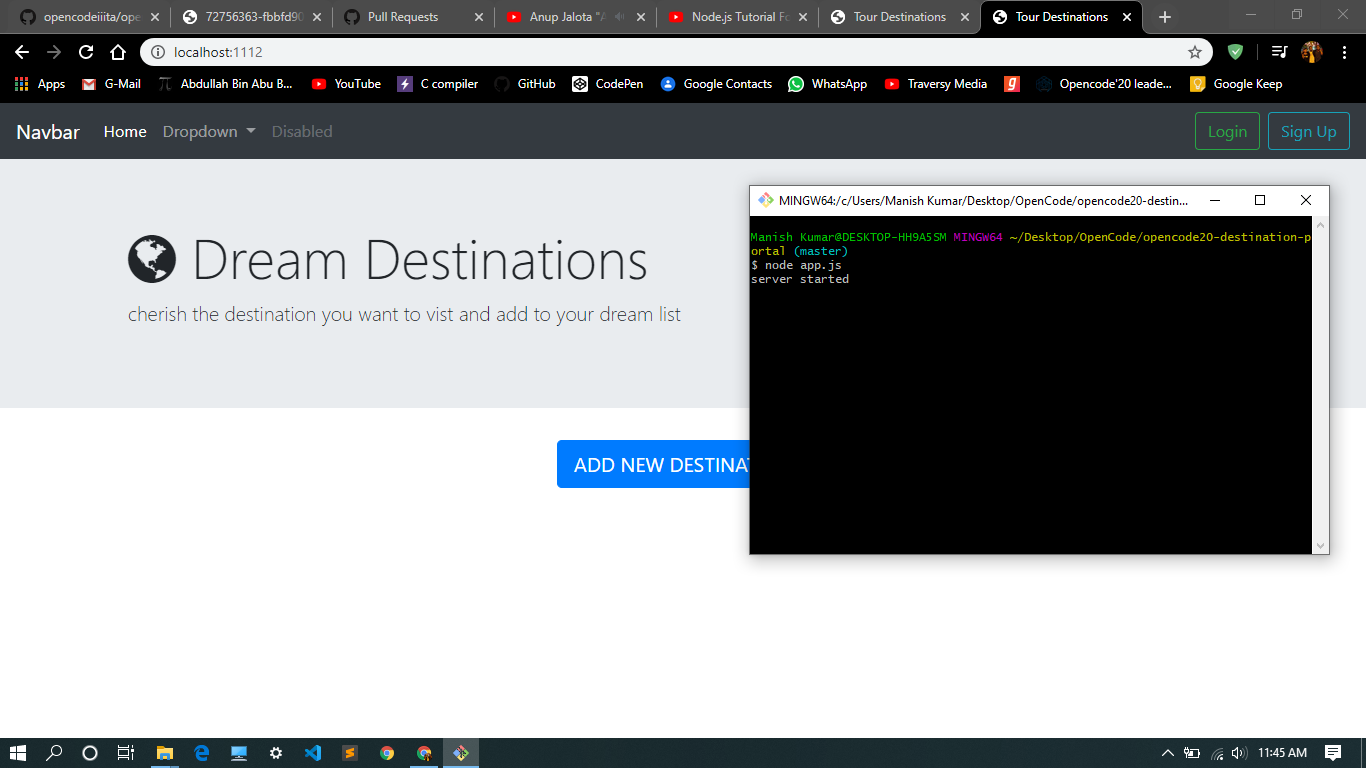 opencodeiiita/ope
72756363-fbbfd90
Pull Requests
Anup Jalota "A
Node.js Tutorial Fo
Tour Destinations
Tour Destinations
localhost:1112
Apps
G-Mail
Abdullah Bin Abu B...
YouTube
C compiler
GitHub
CodePen
Google Contacts
WhatsApp
Traversy Media
Opencode'20 leade...
Google Keep
Navbar
Home
Dropdown
Disabled
Login
Sign Up
Dream Destinations
cherish the destination you want to vist and add to your dream list
ADD NEW DESTINAT
MINGW64:/c/Users/Manish Kumar/Desktop/OpenCode/opencode20-destin...
Manish Kumar@DESKTOP-HH9A5SM MINGW64 ~/Desktop/OpenCode/opencode20-destination-p
ortal (master)
$ node app.js
server started
11:45 AM